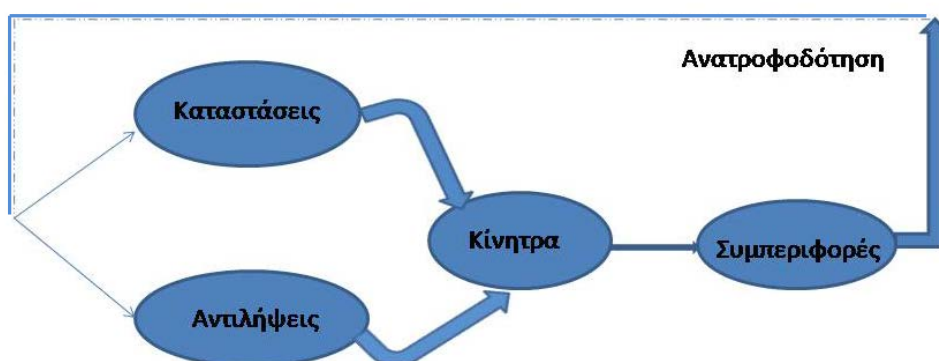 Ανατροφοδότηση
Καταστάσεις
Κίνητρα
Συμπεριφορές
Αντιλήψεις